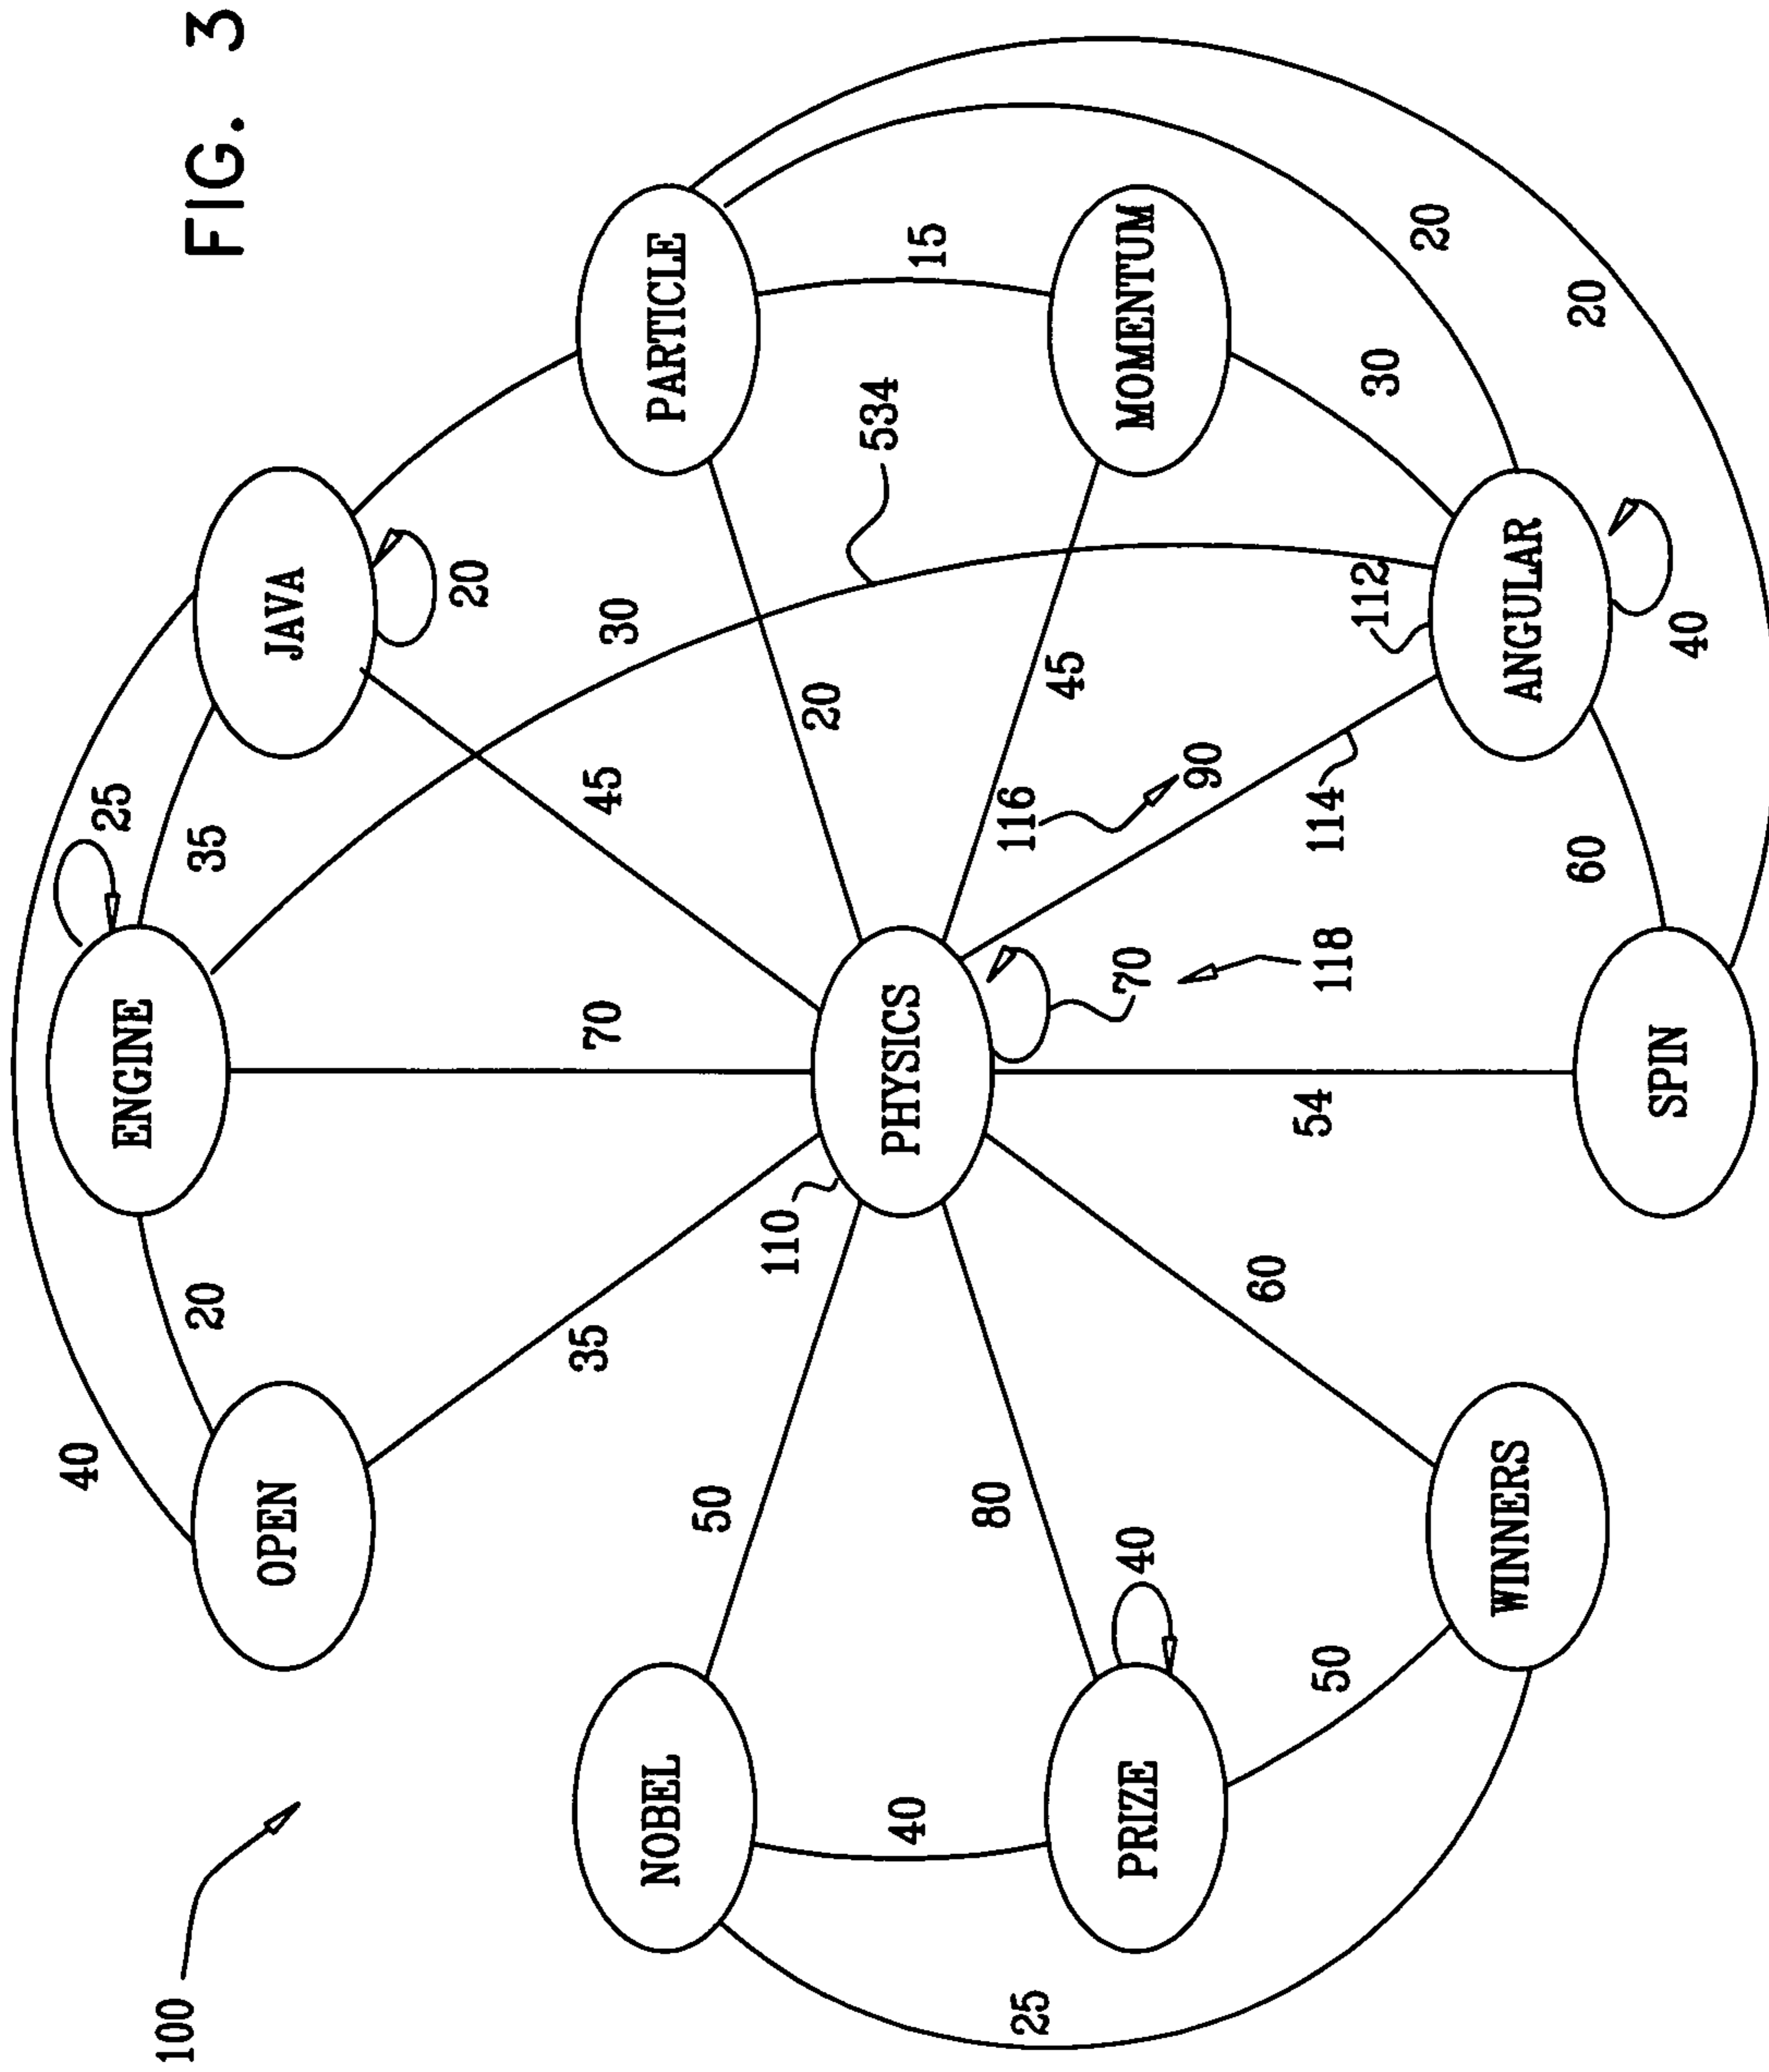 40
25
ENGINE
100
20
35
FIG. 3
OPEN
JAVA
20
35
70
45
30
NOBEL
PARTICLE
50
110
20
534
40
PHYSICS
15
80
116
25
45
PRIZE
40
70
MOMENTUM
90
60
50
54
118
114
112
30
20
WINNERS
ANGULAR
60
20
SPIN
40